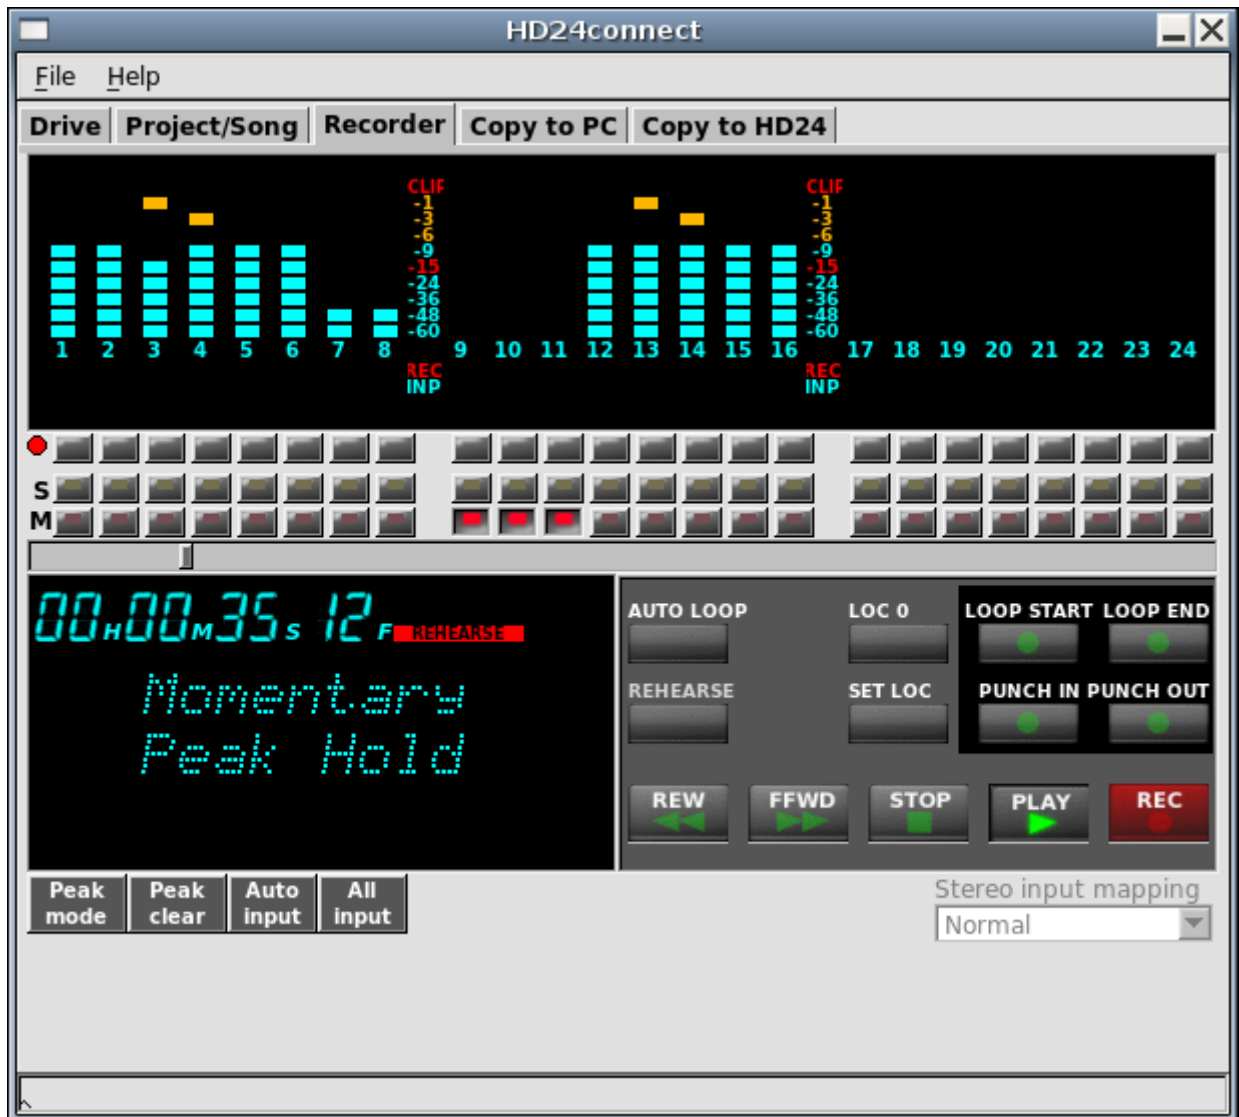 HD24connect
File Help
Drive Project/Song Recorder Copy to PC Copy to HD24
CLIP CLIP
-1 -1
-3 -3
-6 -6
-9 -9
-15 -15
-24 -24
-36 -36
-48 -48
-60 -60
1 2 3 4 5 6 7 8 9 10 11 12 13 14 15 16 17 18 19 20 21 22 23 24
REC REC
INP INP
S
M
00 H 00 M 35 S 12 F REHEARSE
Momentary
Peak Hold
AUTO LOOP LOC 0 LOOP START LOOP END
REHEARSE SET LOC PUNCH IN PUNCH OUT
REW FFWD STOP PLAY REC
Peak mode Peak clear Auto input All input
Stereo input mapping
Normal